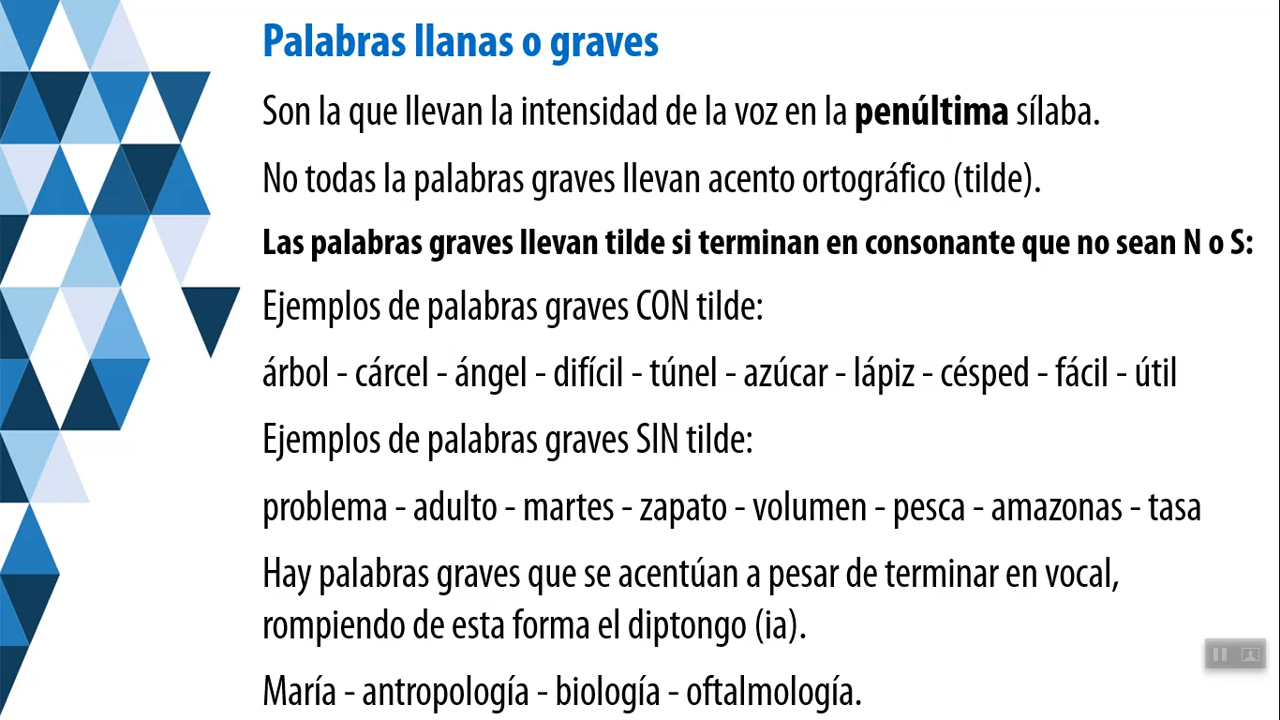 Palabras llanas o graves
Son la que llevan la intensidad de la voz en la penúltima sílaba.
No todas la palabras graves llevan acento ortográfico (tilde).
Las palabras graves llevan tilde si terminan en consonante que no sean N o S:
Ejemplos de palabras graves CON tilde:
árbol - cárcel - ángel - difícil - túnel - azúcar - lápiz - césped - fácil - útil
Ejemplos de palabras graves SIN tilde:
problema - adulto - martes - zapato - volumen - pesca - amazonas - tasa
Hay palabras graves que se acentúan a pesar de terminar en vocal,
rompiendo de esta forma el diptongo (ia).
María - antropología - biología - oftalmología.